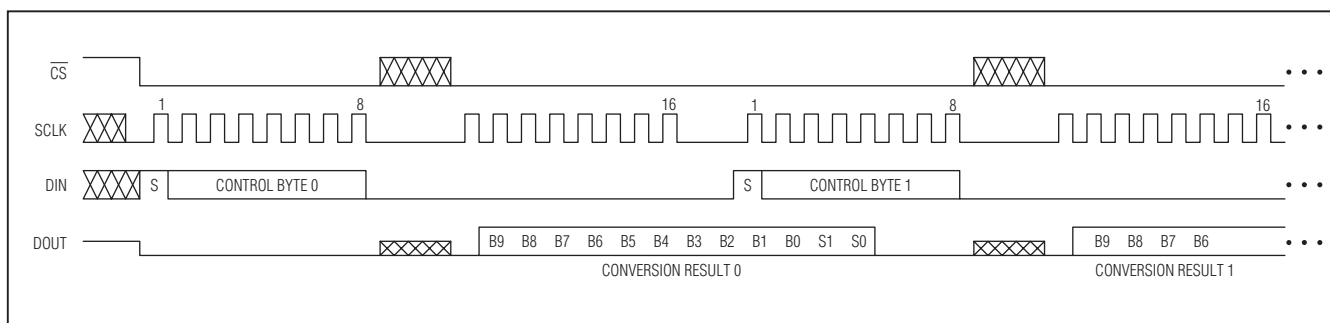 CS
1 8 16 1 8 16
SCLK
DIN S CONTROL BYTE 0 S CONTROL BYTE 1
DOUT B9 B8 B7 B6 B5 B4 B3 B2 B1 B0 S1 S0 B9 B8 B7 B6
CONVERSION RESULT 0 CONVERSION RESULT 1